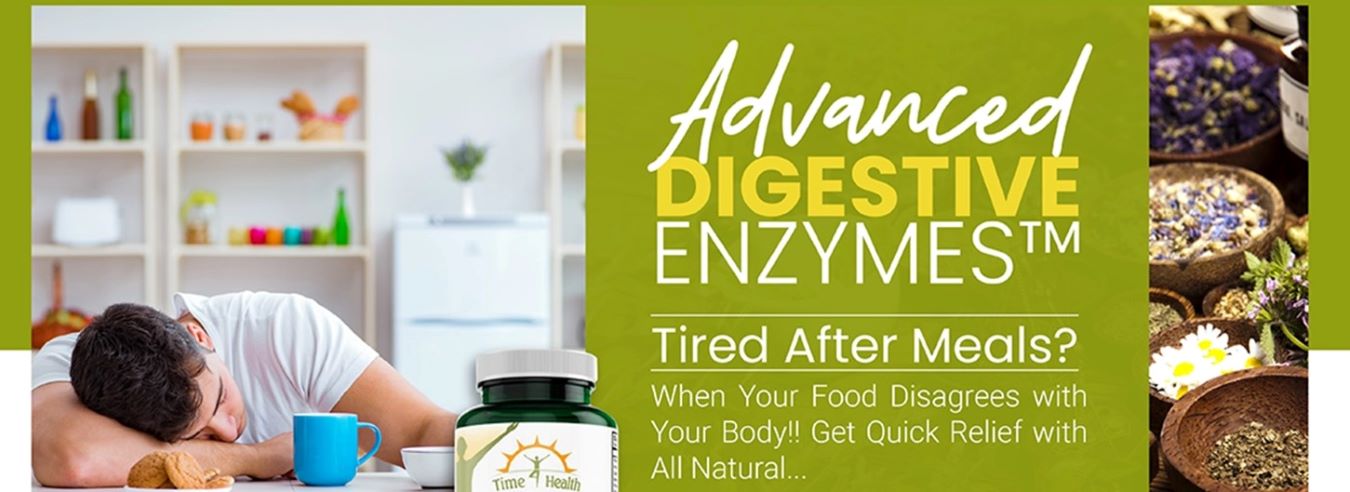 Advanced
DIGESTIVE
ENZYMES™
Tired After Meals?
When Your Food Disagrees with
Your Body!! Get Quick Relief with
All Natural...
Time Health